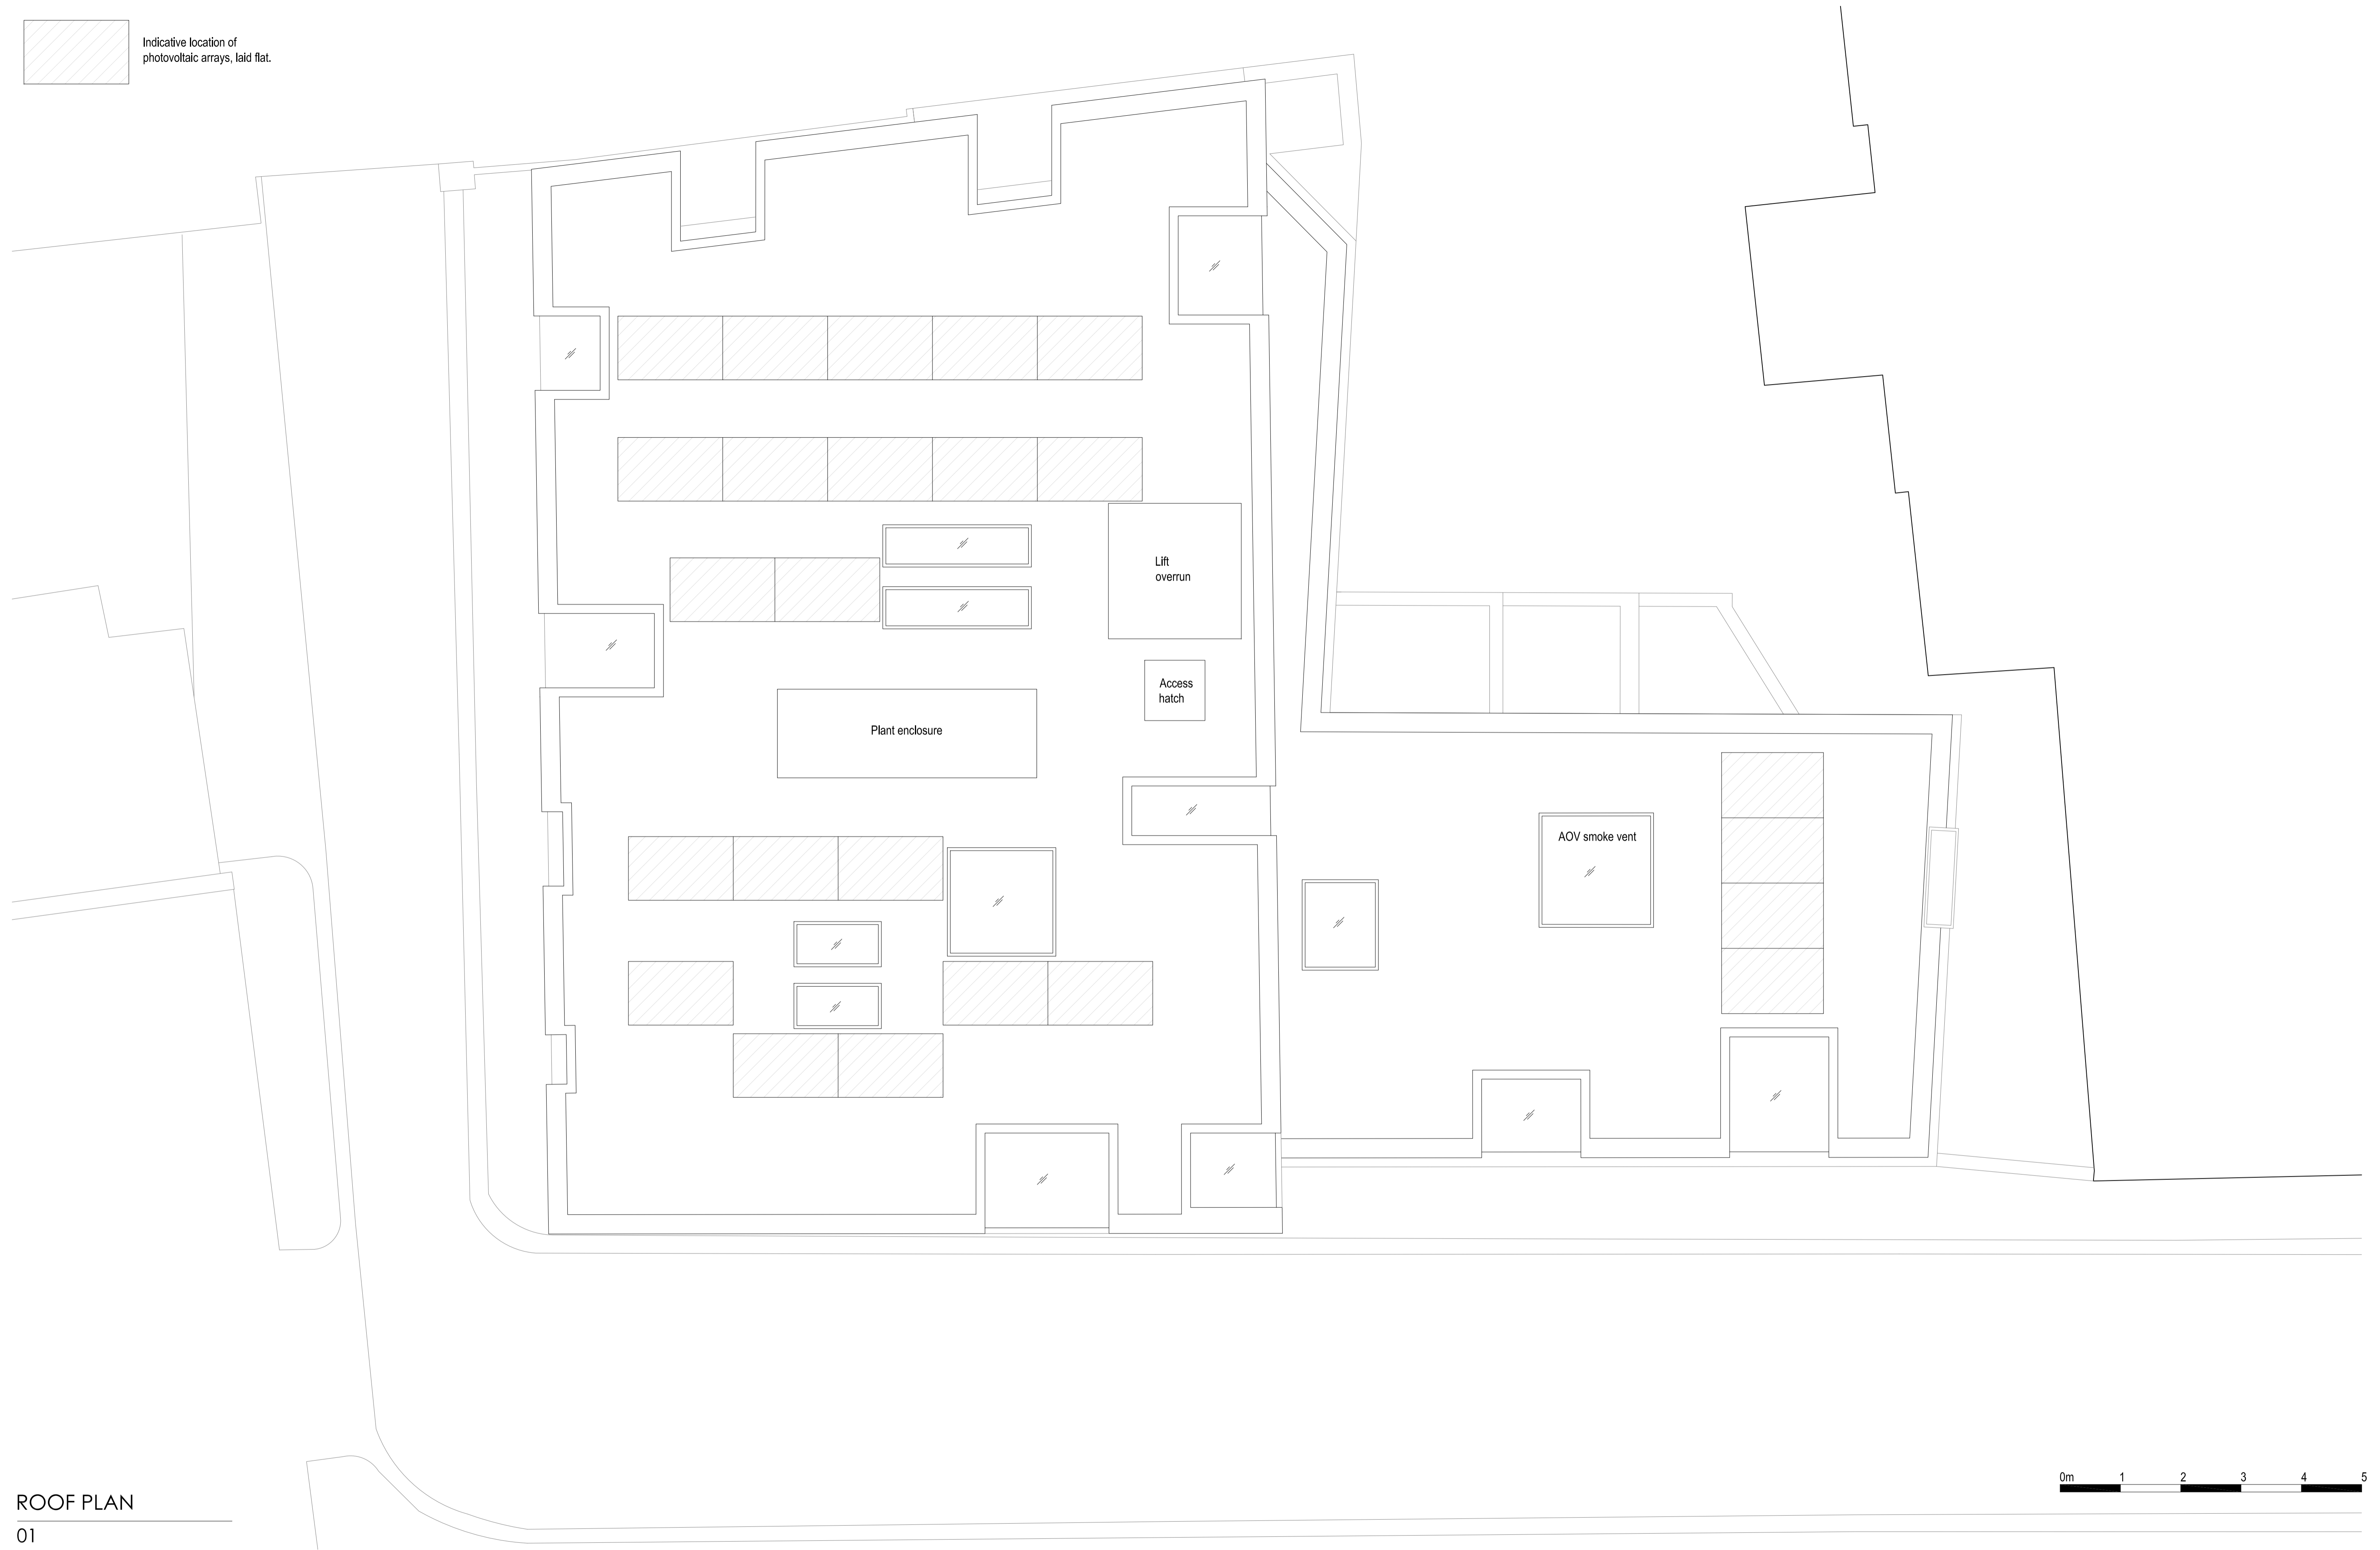 Indicative location of
photovoltaic arrays, laid flat.
Lift
overrun
Access
hatch
Plant enclosure
AOV smoke vent
0m 1 2 3 4 5
ROOF PLAN
01